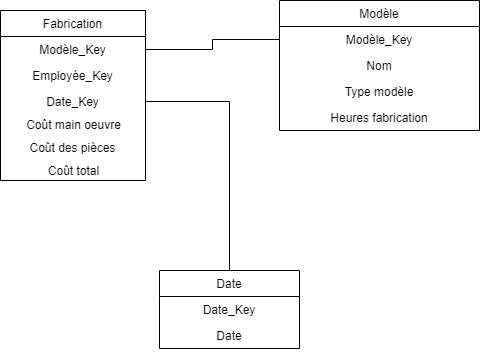 Fabrication
Modèle_Key
Employée_Key
Date_Key
Coût main oeuvre
Coût des pièces
Coût total
Modèle
Modèle_Key
Nom
Type modèle
Heures fabrication
Date
Date_Key
Date